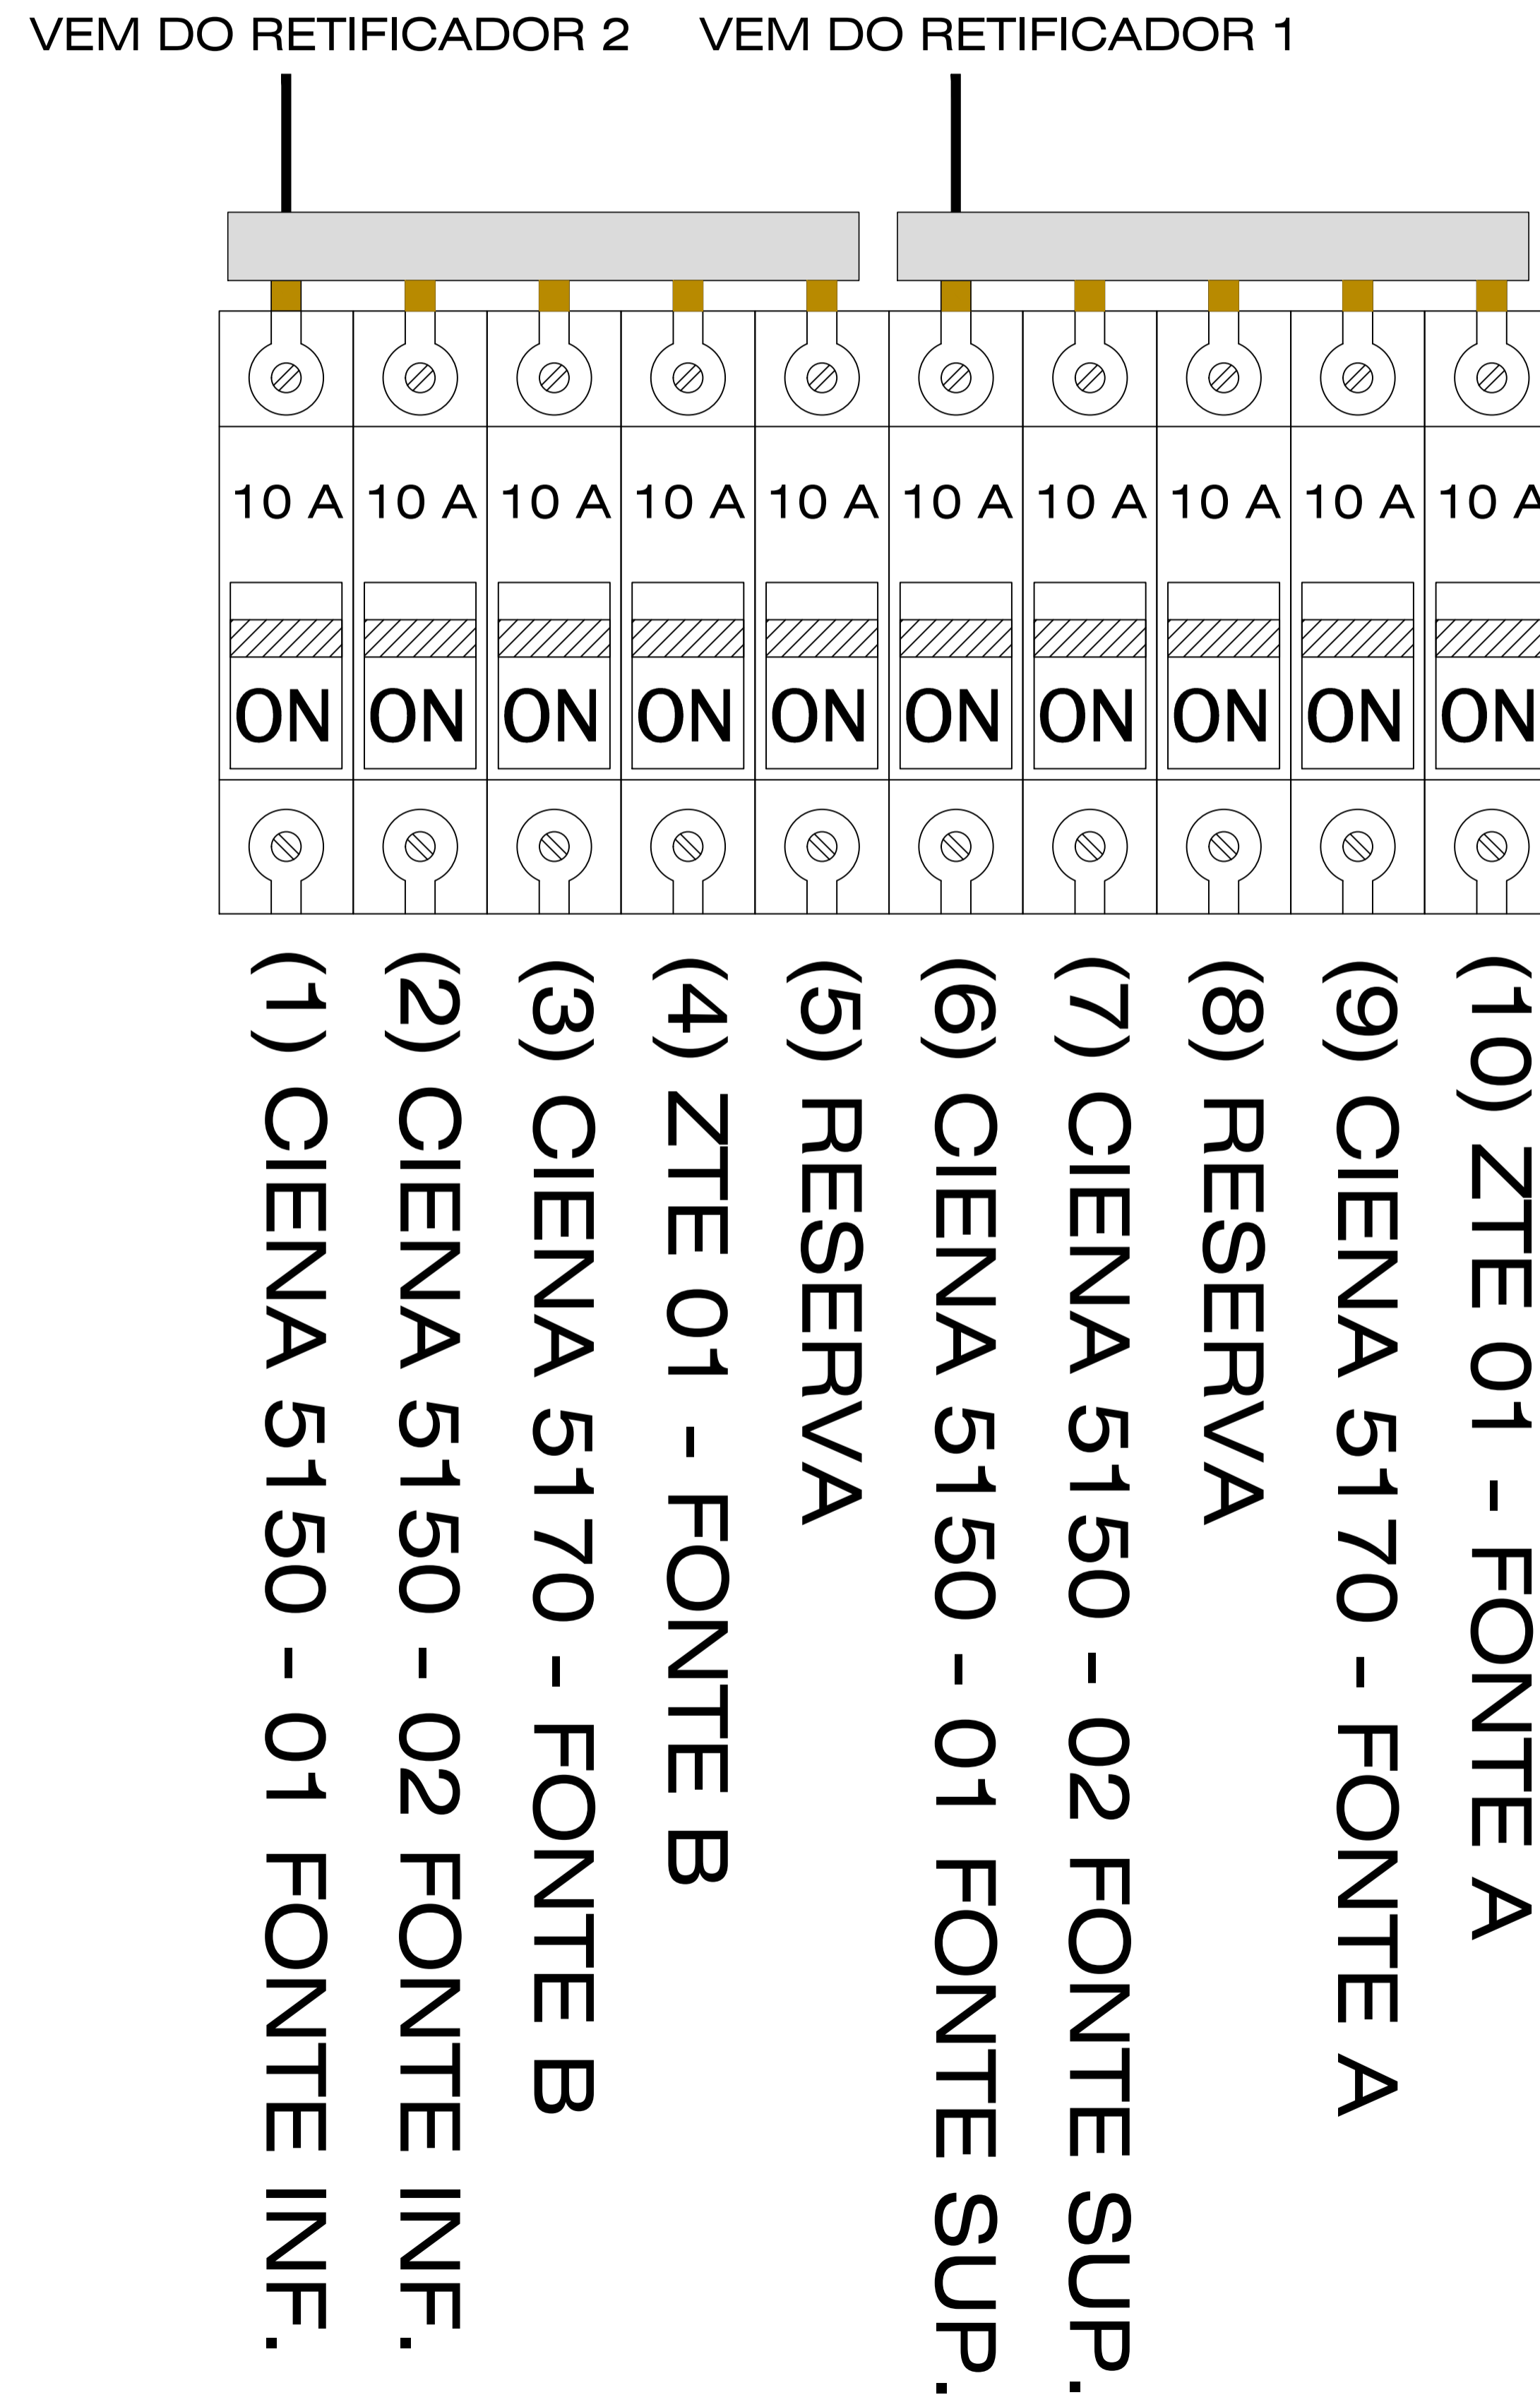 VEM DO RETIFICADOR 2
VEM DO RETIFICADOR 1
10 A
10 A
10 A
10 A
10 A
10 A
10 A
10 A
10 A
10 A
ON
ON
ON
ON
ON
ON
ON
ON
ON
ON
(1) CIENA 5150 - 01 FONTE INF.
(2) CIENA 5150 - 02 FONTE INF.
(3) CIENA 5170 - FONTE B
(4) ZTE 01 - FONTE B
(5) RESERVA
(6) CIENA 5150 - 01 FONTE SUP.
(7) CIENA 5150 - 02 FONTE SUP.
(8) RESERVA
(9) CIENA 5170 - FONTE A
(10) ZTE 01 - FONTE A